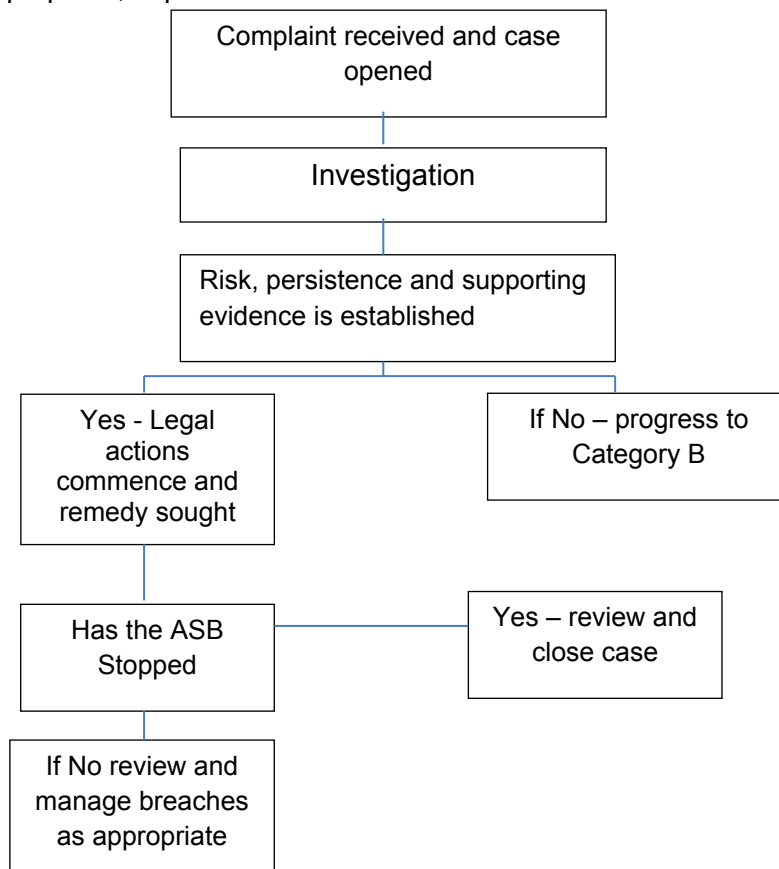 Complaint received and case
opened
Investigation
Risk, persistence and supporting
evidence is established
Yes - Legal
actions
commence and
remedy sought
If No – progress to
Category B
Has the ASB
Stopped
Yes – review and
close case
If No review and
manage breaches
as appropriate